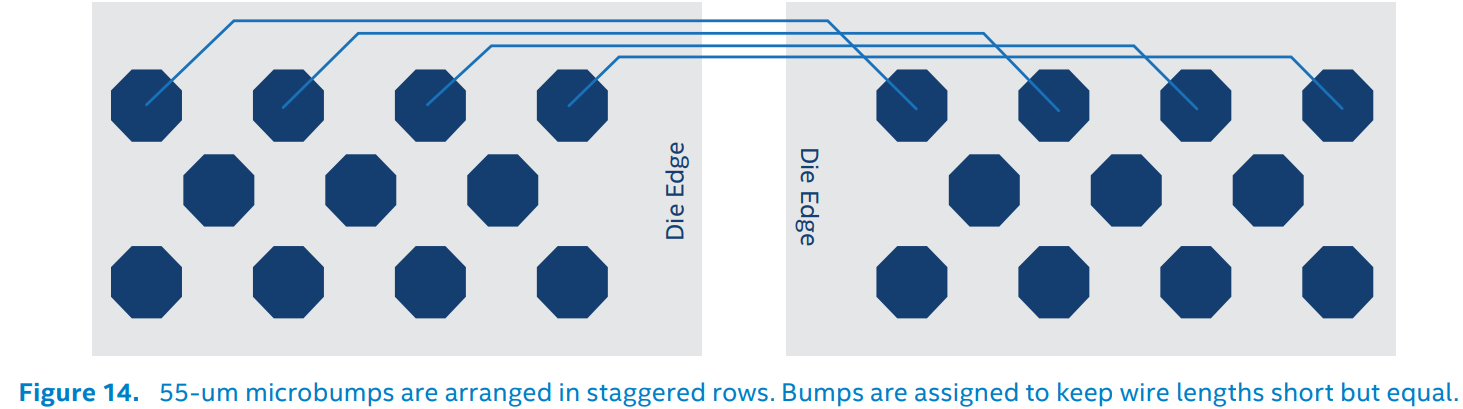 Die Edge
Die Edge
Figure 14. 55-um microbumps are arranged in staggered rows. Bumps are assigned to keep wire lengths short but equal.